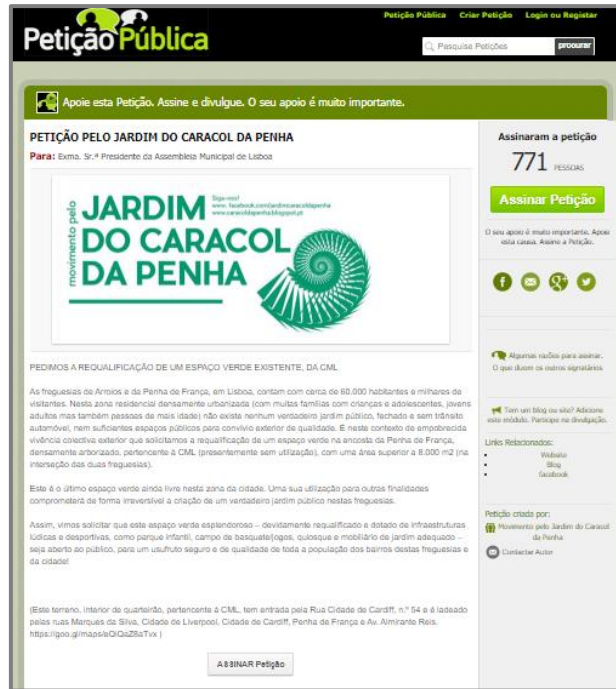 Petição Pública
Petição Pública Criar Petição Login ou Registar
Pesquise Petições procurar
Apoie esta Petição. Assine e divulgue. O seu apoio é muito importante.
PETIÇÃO PELO JARDIM DO CARACOL DA PENHA
Para: Exma. Sr.ª Presidente da Assembleia Municipal de Lisboa
movimento pelo
JARDIM
DO CARACOL
DA PENHA
Siga-nos!
www.facebook.com/jardimcaracoldapenha
www.caracoldapenha.blogspot.pt
PEDIMOS A REQUALIFICAÇÃO DE UM ESPAÇO VERDE EXISTENTE, DA CML
As freguesias de Arroios e da Penha de França, em Lisboa, contam com cerca de 60.000 habitantes e milhares de
visitantes. Nesta zona residencial densamente urbanizada (com muitas famílias com crianças e adolescentes, jovens
adultos mas também pessoas de mais idade) não existe nenhum verdadeiro jardim público, fechado e sem trânsito
automóvel, nem suficientes espaços públicos para convívio exterior de qualidade. É neste contexto de empobrecida
vivência coletiva exterior que solicitamos a requalificação de um espaço verde na encosta da Penha de França,
densamente arborizado, pertencente à CML (presentemente sem utilização), com uma área superior a 8.000 m2 (na
interseção das duas freguesias).
Este é o último espaço verde ainda livre nesta zona da cidade. Uma sua utilização para outras finalidades
comprometerá de forma irreversível a criação de um verdadeiro jardim público nestas freguesias.
Assim, vimos solicitar que este espaço verde esplendoroso – devidamente requalificado e dotado de infraestruturas
lúdicas e desportivas, como parque infantil, campo de basquete/jogos, quiosque e mobiliário de jardim adequado –
seja aberto ao público, para um usufruto seguro e de qualidade de toda a população dos bairros destas freguesias e
da cidade!
(Este terreno, interior de quarteirão, pertencente à CML, tem entrada pela Rua Cidade de Cardiff, n.º 54 e é ladeado
pelas ruas Marques da Silva, Cidade de Liverpool, Cidade de Cardiff, Penha de França e Av. Almirante Reis.
https://goo.gl/maps/eQiQaZ8aTvx )
ASSINAR Petição
Assinaram a petição
771 PESSOAS
Assinar Petição
O seu apoio é muito importante. Apoie
esta causa. Assine a Petição.
Algumas razões para assinar.
O que dizem os outros signatários
Tem um blog ou site? Adicione
este módulo. Participe na divulgação.
Links Relacionados:
Website
Blog
facebook
Petição criada por:
Movimento pelo Jardim do Caracol
da Penha
Contactar Autor